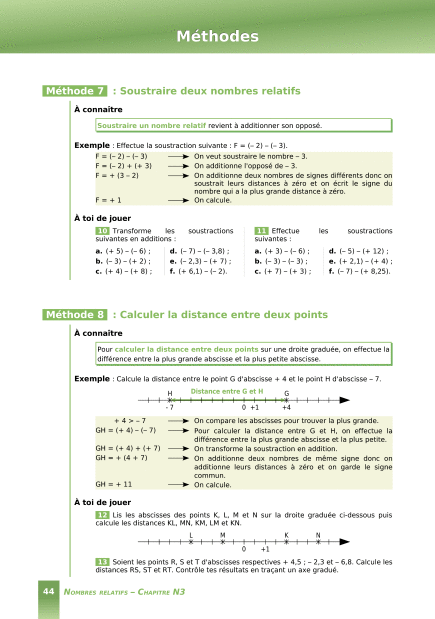 Méthodes
Méthode 7 : Soustraire deux nombres relatifs
À connaître
Soustraire un nombre relatif revient à additionner son opposé.
Exemple : Effectue la soustraction suivante : F = (– 2) – (– 3).
F = (– 2) – (– 3) On veut soustraire le nombre – 3.
F = (– 2) + (+ 3) On additionne l'opposé de – 3.
F = + (3 – 2) On additionne deux nombres de signes différents donc on
soustrait leurs distances à zéro et on écrit le signe du
nombre qui a la plus grande distance à zéro.
F = + 1 On calcule.
À toi de jouer
10 Transforme les soustractions
suivantes en additions :
a. (+ 5) – (– 6) ; d. (– 7) – (– 3,8) ;
b. (– 3) – (+ 2) ; e. (– 2,3) – (+ 7) ;
c. (+ 4) – (+ 8) ; f. (+ 6,1) – (– 2).
11 Effectue les soustractions
suivantes :
a. (+ 3) – (– 6) ; d. (– 5) – (+ 12) ;
b. (– 3) – (– 3) ; e. (+ 2,1) – (+ 4) ;
c. (+ 7) – (+ 3) ; f. (– 7) – (+ 8,25).
Méthode 8 : Calculer la distance entre deux points
À connaître
Pour calculer la distance entre deux points sur une droite graduée, on effectue la
différence entre la plus grande abscisse et la plus petite abscisse.
Exemple : Calcule la distance entre le point G d'abscisse + 4 et le point H d'abscisse – 7.
H Distance entre G et H G
- 7 0 +1 +4
+ 4 > – 7 On compare les abscisses pour trouver la plus grande.
GH = (+ 4) – (– 7) Pour calculer la distance entre G et H, on effectue la
différence entre la plus grande abscisse et la plus petite.
GH = (+ 4) + (+ 7) On transforme la soustraction en addition.
GH = + (4 + 7) On additionne deux nombres de même signe donc on
additionne leurs distances à zéro et on garde le signe
commun.
GH = + 11 On calcule.
À toi de jouer
12 Lis les abscisses des points K, L, M et N sur la droite graduée ci-dessous puis
calcule les distances KL, MN, KM, LM et KN.
L M K N
0 +1
13 Soient les points R, S et T d'abscisses respectives + 4,5 ; – 2,3 et – 6,8. Calcule les
distances RS, ST et RT. Contrôle tes résultats en traçant un axe gradué.
44 NOMBRES RELATIFS – CHAPITRE N3